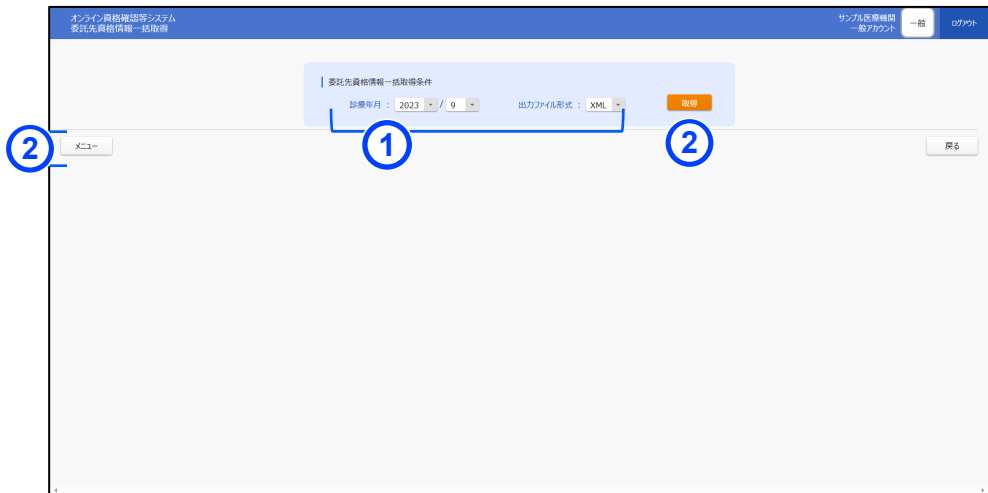 オンライン資格確認等システム
委託先資格情報一括取得
サンプル医療機関
一般アカウント
一般
ログアウト
委託先資格情報一括取得条件
診療年月 : 2023 / 9 出力ファイル形式 : XML 取得
① ②
② メニュー 戻る